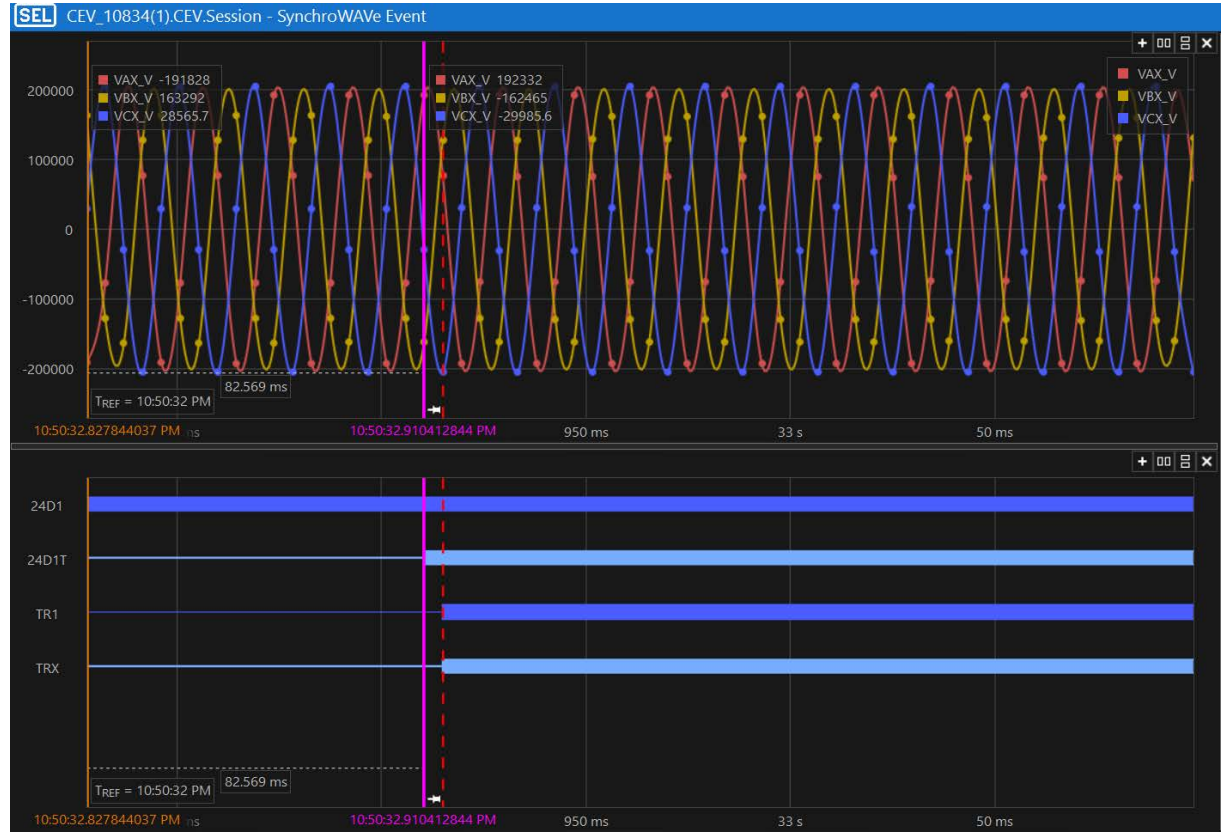 SEL CEV_10834(1).CEV.Session - SynchroWAVe Event
VAX_V -191828
VBX_V 163292
VCX_V 28565.7
VAX_V 192332
VBX_V -162465
VCX_V -29985.6
VAX_V
VBX_V
VCX_V
200000
100000
0
-100000
-200000
82.569 ms
TREF = 10:50:32 PM
10:50:32.827844037 PM ms 10:50:32.910412844 PM 950 ms 33 s 50 ms
24D1
24D1T
TR1
TRX
82.569 ms
TREF = 10:50:32 PM
10:50:32.827844037 PM ms 10:50:32.910412844 PM 950 ms 33 s 50 ms